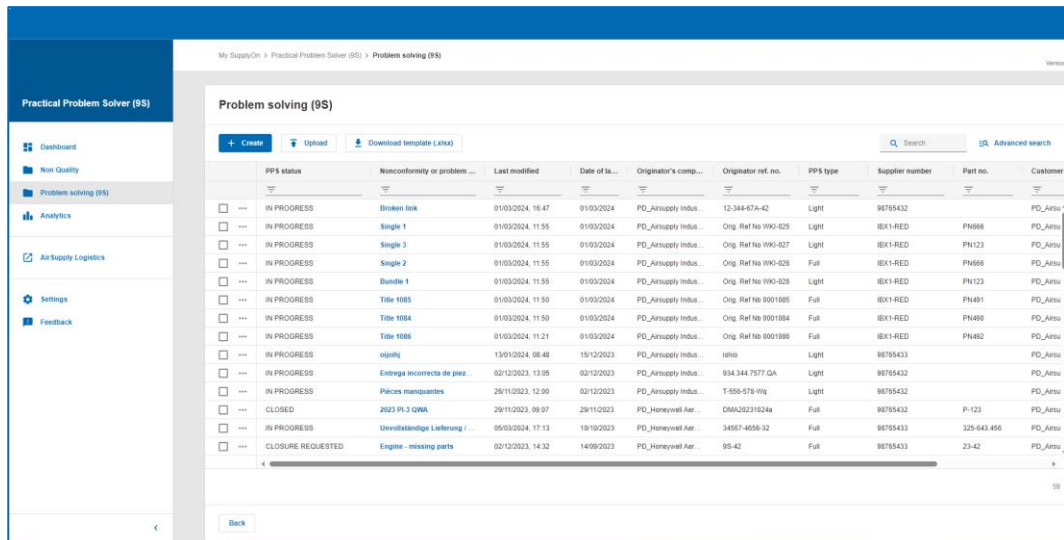 My SupplyOn > Practical Problem Solver (9S) > Problem solving (9S)
Practical Problem Solver (9S)
Dashboard
Non Quality
Problem solving (9S)
Analytics
AirSupply Logistics
Settings
Feedback
Problem solving (9S)
+ Create Upload Download template (.xlsx) Search Advanced search
PPS status Nonconformity or problem ... Last modified Date of la... Originator's comp... Originator ref. no. PPS type Supplier number Part no. Customer
IN PROGRESS Broken link 01/03/2024, 16:47 01/03/2024 PD_Airsupply Indus... 12-344-67A-42 Light 98765432 PD_Airsu
IN PROGRESS Single 1 01/03/2024, 11:55 01/03/2024 PD_Airsupply Indus... Orig. Ref No WKI-025 Light IBX1-RED PN666 PD_Airsu
IN PROGRESS Single 3 01/03/2024, 11:55 01/03/2024 PD_Airsupply Indus... Orig. Ref No WKI-027 Light IBX1-RED PN123 PD_Airsu
IN PROGRESS Single 2 01/03/2024, 11:55 01/03/2024 PD_Airsupply Indus... Orig. Ref No WKI-026 Full IBX1-RED PN666 PD_Airsu
IN PROGRESS Bundle 1 01/03/2024, 11:55 01/03/2024 PD_Airsupply Indus... Orig. Ref No WKI-028 Light IBX1-RED PN123 PD_Airsu
IN PROGRESS Title 1085 01/03/2024, 11:50 01/03/2024 PD_Airsupply Indus... Orig. Ref Nb 0001085 Full IBX1-RED PN491 PD_Airsu
IN PROGRESS Title 1084 01/03/2024, 11:50 01/03/2024 PD_Airsupply Indus... Orig. Ref Nb 0001084 Full IBX1-RED PN490 PD_Airsu
IN PROGRESS Title 1086 01/03/2024, 11:21 01/03/2024 PD_Airsupply Indus... Orig. Ref Nb 0001086 Full IBX1-RED PN492 PD_Airsu
IN PROGRESS oijoihj 13/01/2024, 08:48 15/12/2023 PD_Airsupply Indus... iohio Light 98765433 PD_Airsu
IN PROGRESS Entrega incorrecta de piez... 02/12/2023, 13:05 02/12/2023 PD_Airsupply Indus... 934.344.7577.QA Light 98765432 PD_Airsu
IN PROGRESS Pièces manquantes 26/11/2023, 12:00 02/12/2023 PD_Airsupply Indus... T-556-578-Wq Light 98765432 PD_Airsu
CLOSED 2023 PI-3 QWA 29/11/2023, 09:07 29/11/2023 PD_Honeywell Aer... DMA20231024a Full 98765432 P-123 PD_Airsu
IN PROGRESS Unvollständige Lieferung / ... 05/03/2024, 17:13 10/10/2023 PD_Honeywell Aer... 34567-4656-32 Full 98765433 325-643.456 PD_Airsu
CLOSURE REQUESTED Engine - missing parts 02/12/2023, 14:32 14/09/2023 PD_Honeywell Aer... 9S-42 Full 98765432 23-42 PD_Airsu
59
Back